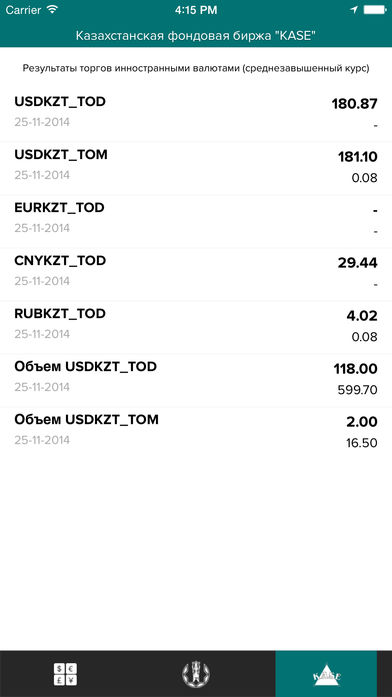 Carrier 4:15 PM
Казахстанская фондовая биржа "KASE"
Результаты торгов инностранными валютами (среднезавышенный курс)
USDKZT_TOD 180.87
25-11-2014 -
USDKZT_TOM 181.10
25-11-2014 0.08
EURKZT_TOD -
25-11-2014 -
CNYKZT_TOD 29.44
25-11-2014 -
RUBKZT_TOD 4.02
25-11-2014 0.08
Объем USDKZT_TOD 118.00
25-11-2014 599.70
Объем USDKZT_TOM 2.00
25-11-2014 16.50
$ €
£ ¥
KASE